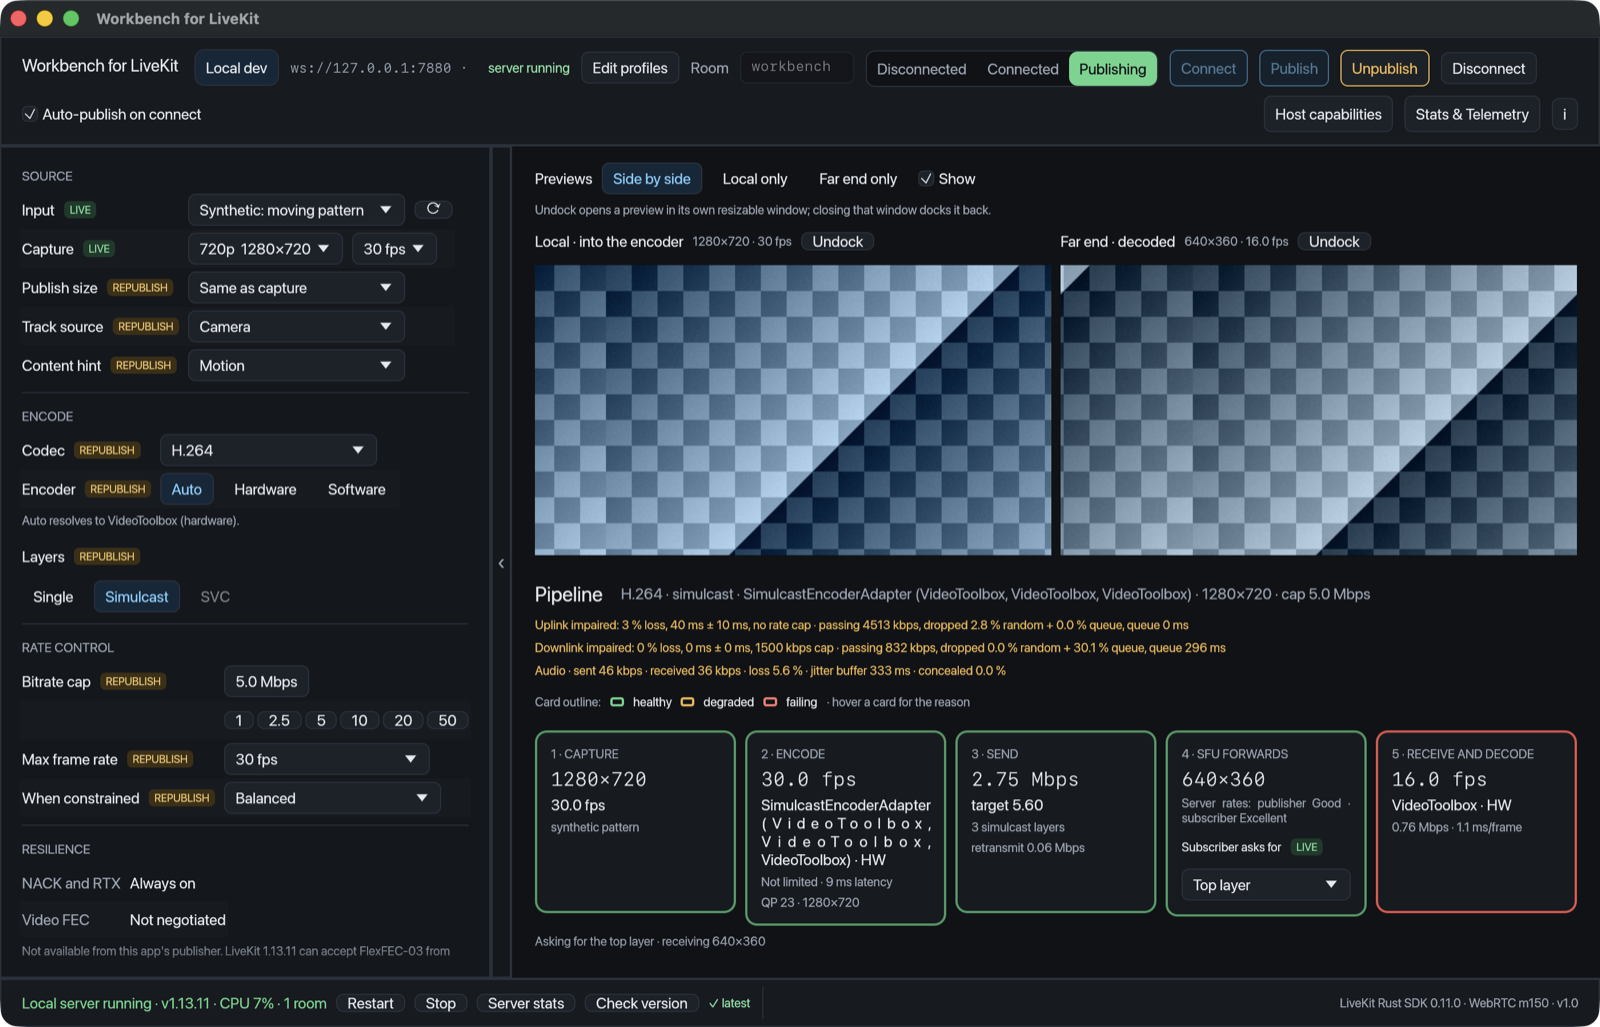 Workbench for LiveKit
Workbench for LiveKit Local dev ws://127.0.0.1:7880 · server running Edit profiles Room workbench Disconnected Connected Publishing Connect Publish Unpublish Disconnect
Auto-publish on connect Host capabilities Stats & Telemetry i
SOURCE
Input LIVE Synthetic: moving pattern
Capture LIVE 720p 1280×720 30 fps
Publish size REPUBLISH Same as capture
Track source REPUBLISH Camera
Content hint REPUBLISH Motion
ENCODE
Codec REPUBLISH H.264
Encoder REPUBLISH Auto Hardware Software
Auto resolves to VideoToolbox (hardware).
Layers REPUBLISH
Single Simulcast SVC
RATE CONTROL
Bitrate cap REPUBLISH 5.0 Mbps
1 2.5 5 10 20 50
Max frame rate REPUBLISH 30 fps
When constrained REPUBLISH Balanced
RESILIENCE
NACK and RTX Always on
Video FEC Not negotiated
Not available from this app's publisher. LiveKit 1.13.11 can accept FlexFEC-03 from
Previews Side by side Local only Far end only Show
Undock opens a preview in its own resizable window; closing that window docks it back.
Local · into the encoder 1280×720 · 30 fps Undock
Far end · decoded 640×360 · 16.0 fps Undock
Pipeline H.264 · simulcast · SimulcastEncoderAdapter (VideoToolbox, VideoToolbox, VideoToolbox) · 1280×720 · cap 5.0 Mbps
Uplink impaired: 3 % loss, 40 ms ± 10 ms, no rate cap · passing 4513 kbps, dropped 2.8 % random + 0.0 % queue, queue 0 ms
Downlink impaired: 0 % loss, 0 ms ± 0 ms, 1500 kbps cap · passing 832 kbps, dropped 0.0 % random + 30.1 % queue, queue 296 ms
Audio · sent 46 kbps · received 36 kbps · loss 5.6 % · jitter buffer 333 ms · concealed 0.0 %
Card outline: healthy degraded failing · hover a card for the reason
1 · CAPTURE
1280×720
30.0 fps
synthetic pattern
2 · ENCODE
30.0 fps
SimulcastEncoderAdapter
(VideoToolbox,
VideoToolbox,
VideoToolbox) · HW
Not limited · 9 ms latency
QP 23 · 1280×720
3 · SEND
2.75 Mbps
target 5.60
3 simulcast layers
retransmit 0.06 Mbps
4 · SFU FORWARDS
640×360
Server rates: publisher Good ·
subscriber Excellent
Subscriber asks for LIVE
Top layer
5 · RECEIVE AND DECODE
16.0 fps
VideoToolbox · HW
0.76 Mbps · 1.1 ms/frame
Asking for the top layer · receiving 640×360
Local server running · v1.13.11 · CPU 7% · 1 room Restart Stop Server stats Check version ✓ latest
LiveKit Rust SDK 0.11.0 · WebRTC m150 · v1.0